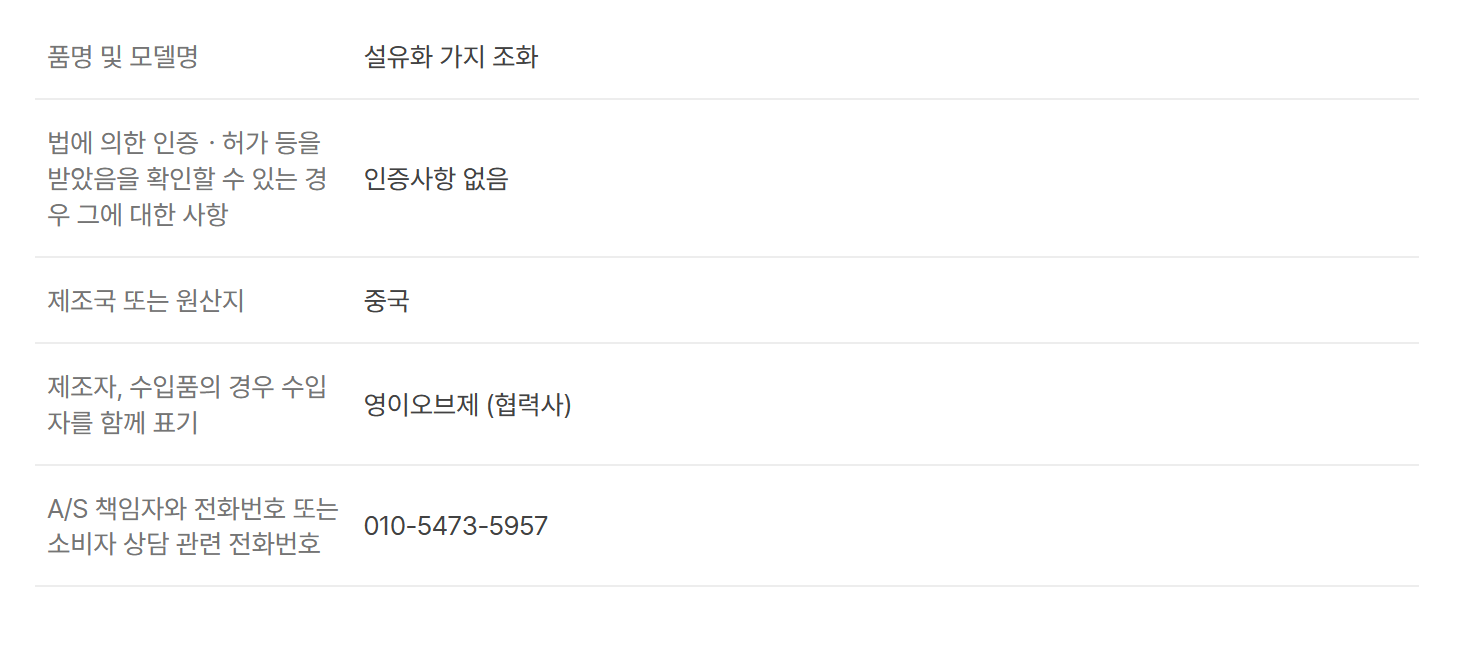 품명 및 모델명
설유화 가지 조화
법에 의한 인증 · 허가 등을
받았음을 확인할 수 있는 경
우 그에 대한 사항
인증사항 없음
제조국 또는 원산지
중국
제조자, 수입품의 경우 수입
자를 함께 표기
영이오브제 (협력사)
A/S 책임자와 전화번호 또는
소비자 상담 관련 전화번호
010-5473-5957